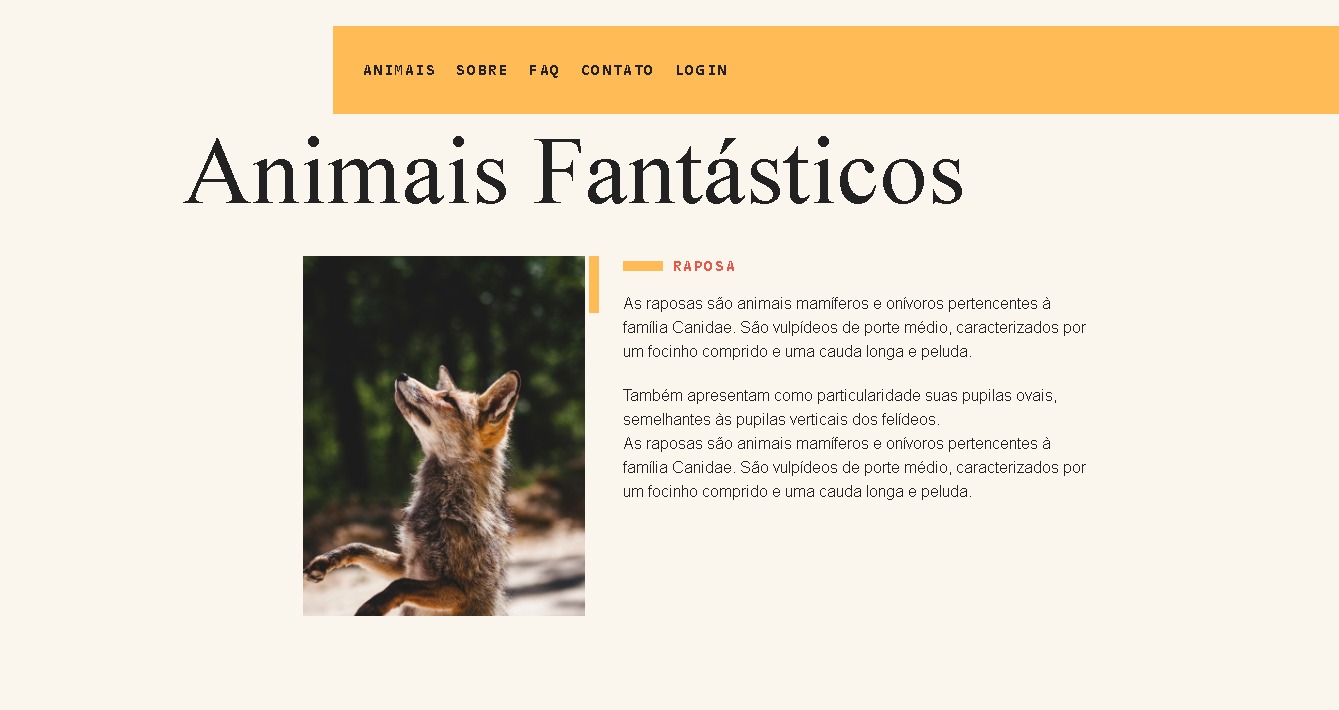 ANIMAIS SOBRE FAQ CONTATO LOGIN
Animais Fantásticos
RAPOSA
As raposas são animais mamíferos e onívoros pertencentes à
família Canidae. São vulpídeos de porte médio, caracterizados por
um focinho comprido e uma cauda longa e peluda.
Também apresentam como particularidade suas pupilas ovais,
semelhantes às pupilas verticais dos felídeos.
As raposas são animais mamíferos e onívoros pertencentes à
família Canidae. São vulpídeos de porte médio, caracterizados por
um focinho comprido e uma cauda longa e peluda.